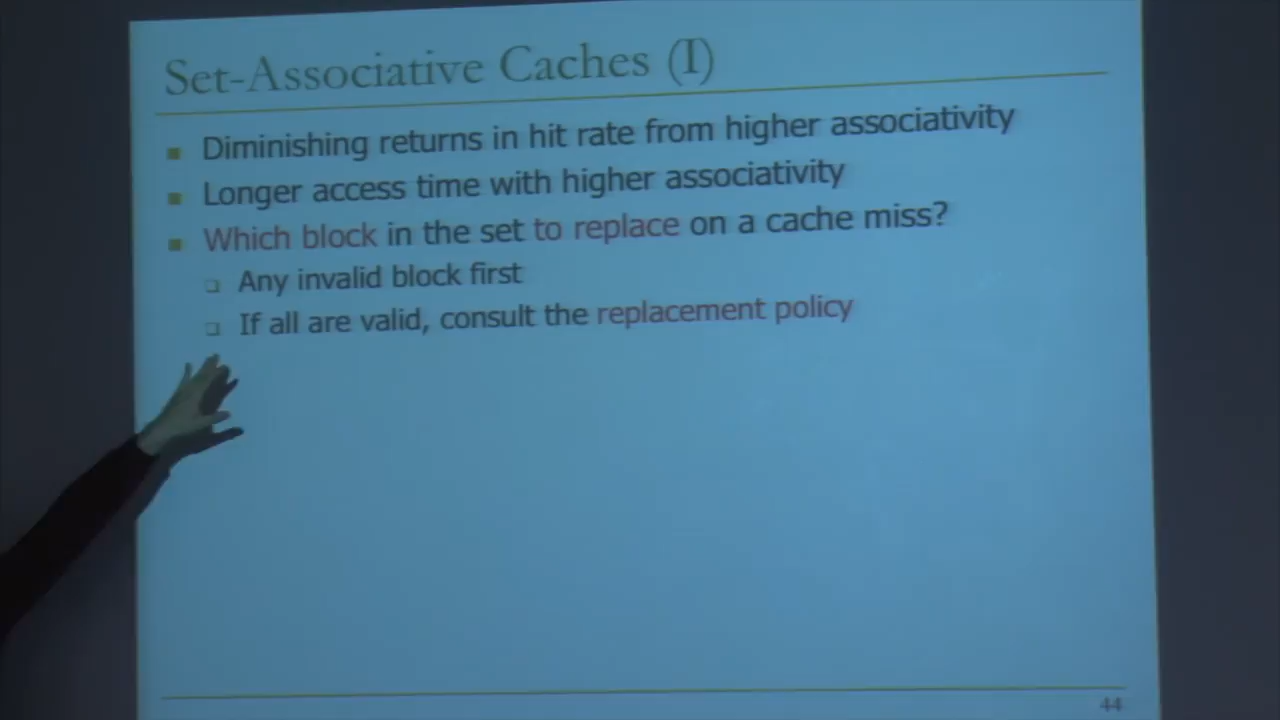 Set-Associative Caches (I)
Diminishing returns in hit rate from higher associativity
Longer access time with higher associativity
Which block in the set to replace on a cache miss?
Any invalid block first
If all are valid, consult the replacement policy
44